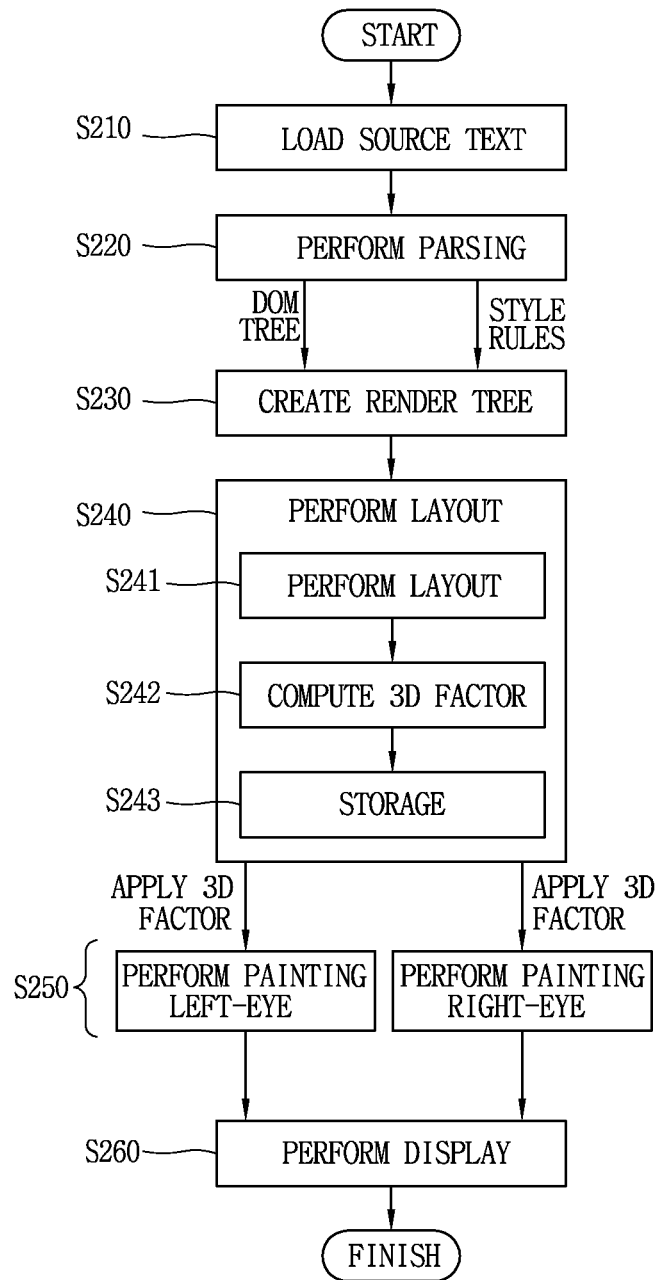 START
S210
LOAD SOURCE TEXT
S220
PERFORM PARSING
DOM
TREE
STYLE
RULES
S230
CREATE RENDER TREE
S240
PERFORM LAYOUT
S241
PERFORM LAYOUT
S242
COMPUTE 3D FACTOR
S243
STORAGE
APPLY 3D
FACTOR
APPLY 3D
FACTOR
S250
PERFORM PAINTING
LEFT-EYE
PERFORM PAINTING
RIGHT-EYE
S260
PERFORM DISPLAY
FINISH